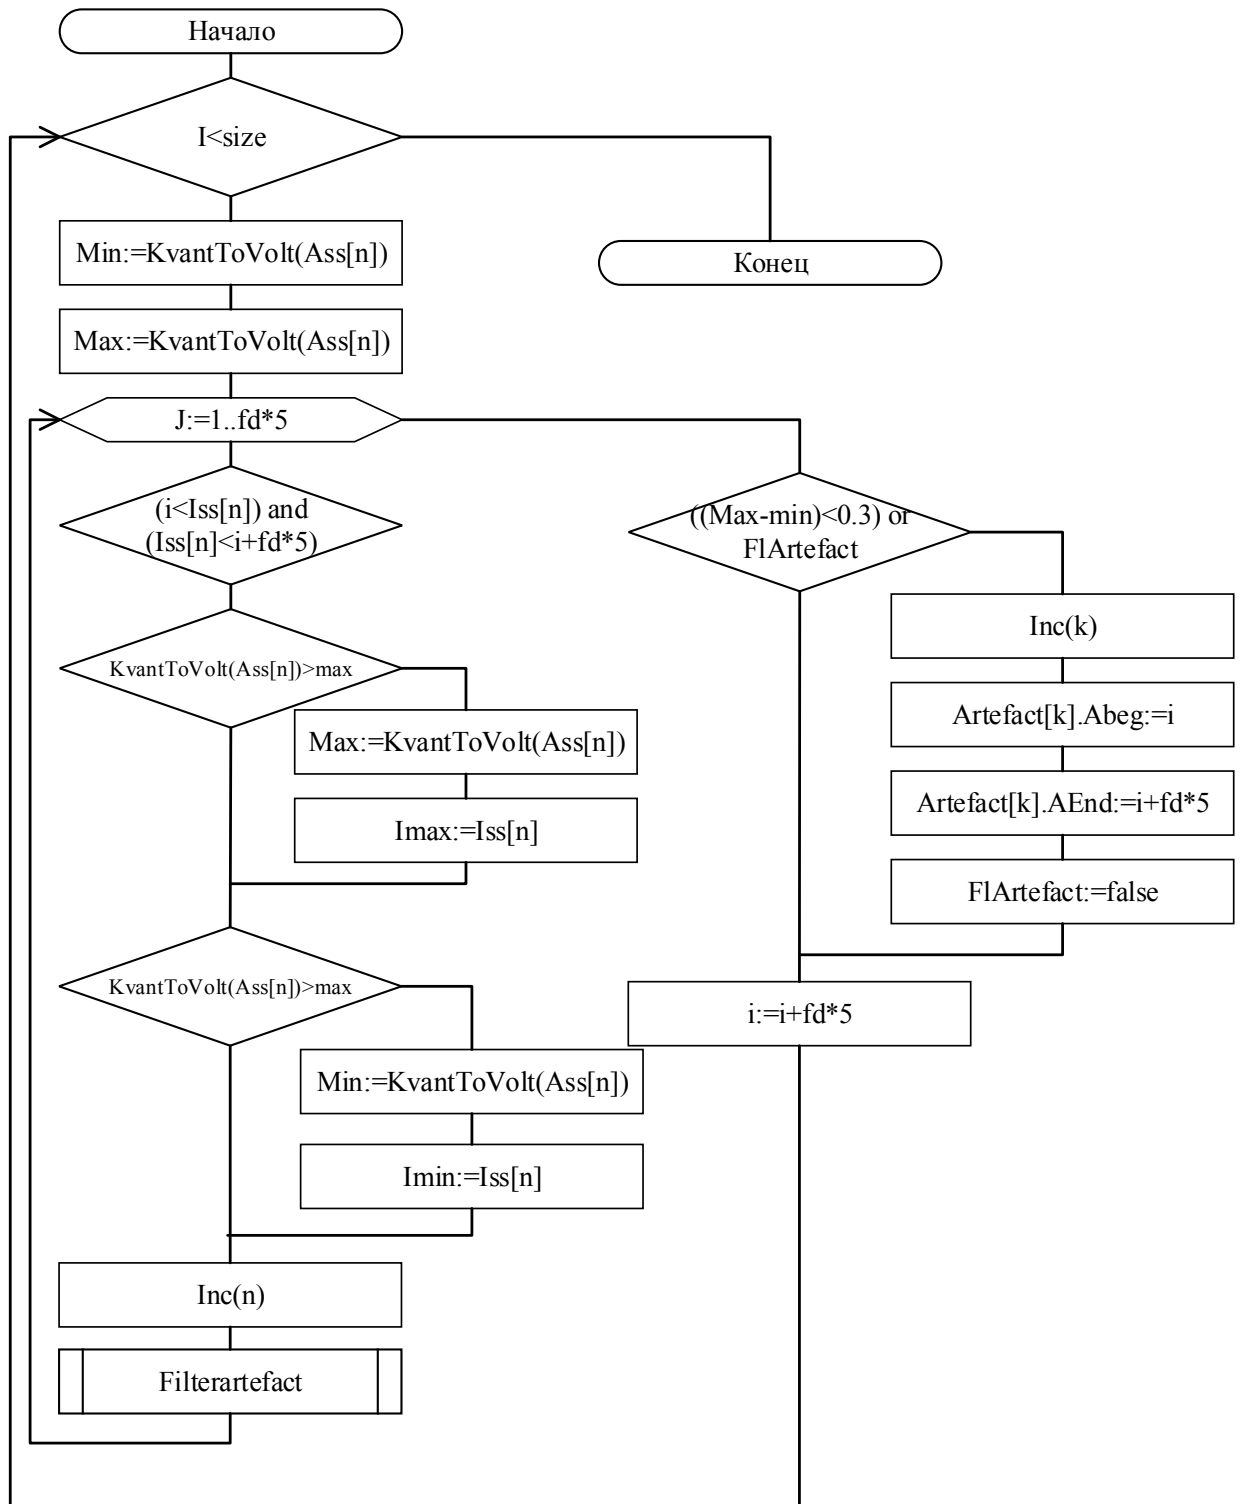 Начало
I<size
Min:=KvantToVolt(Ass[n])
Конец
Max:=KvantToVolt(Ass[n])
J:=1..fd*5
(i<Iss[n]) and
(Iss[n]<i+fd*5)
((Max-min)<0.3) or
FlArtefact
Inc(k)
KvantToVolt(Ass[n])>max
Artefact[k].Abeg:=i
Max:=KvantToVolt(Ass[n])
Artefact[k].AEnd:=i+fd*5
Imax:=Iss[n]
FlArtefact:=false
KvantToVolt(Ass[n])>max
i:=i+fd*5
Min:=KvantToVolt(Ass[n])
Imin:=Iss[n]
Inc(n)
Filterartefact